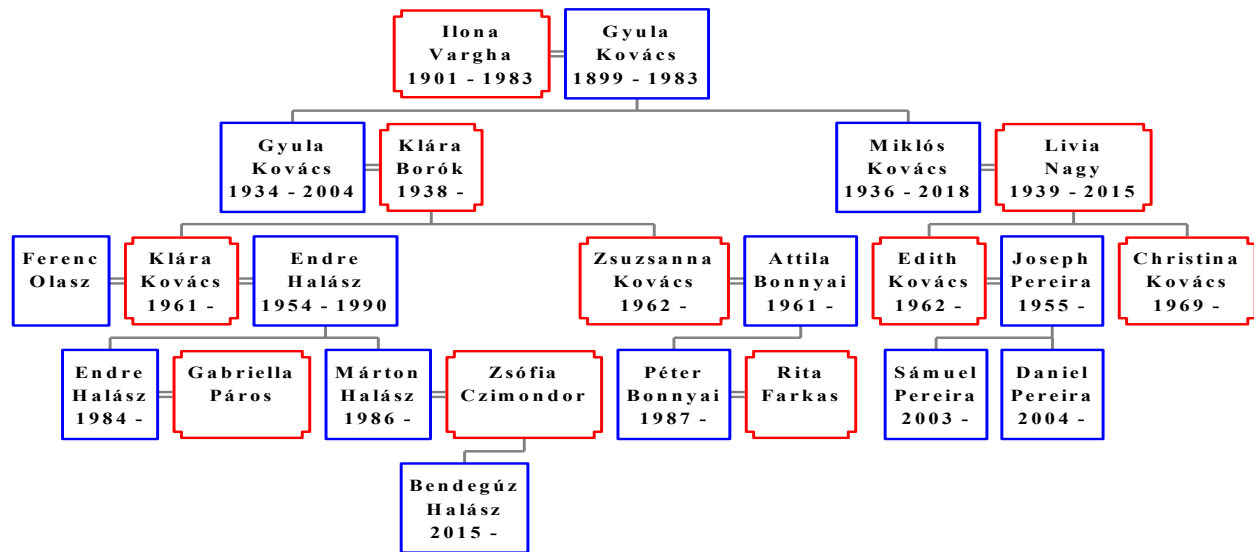 Ilona
Vargha
1901 - 1983
Gyula
Kovács
1899 - 1983
Gyula
Kovács
1934 - 2004
Klára
Borók
1938 -
Miklós
Kovács
1936 - 2018
Livia
Nagy
1939 - 2015
Ferenc
Olasz
Klára
Kovács
1961 -
Endre
Halász
1954 - 1990
Zsuzsanna
Kovács
1962 -
Attila
Bonnyai
1961 -
Edith
Kovács
1962 -
Joseph
Pereira
1955 -
Christina
Kovács
1969 -
Endre
Halász
1984 -
Gabriella
Páros
Márton
Halász
1986 -
Zsófia
Czimondor
Péter
Bonnyai
1987 -
Rita
Farkas
Sámuel
Pereira
2003 -
Daniel
Pereira
2004 -
Bendegúz
Halász
2015 -